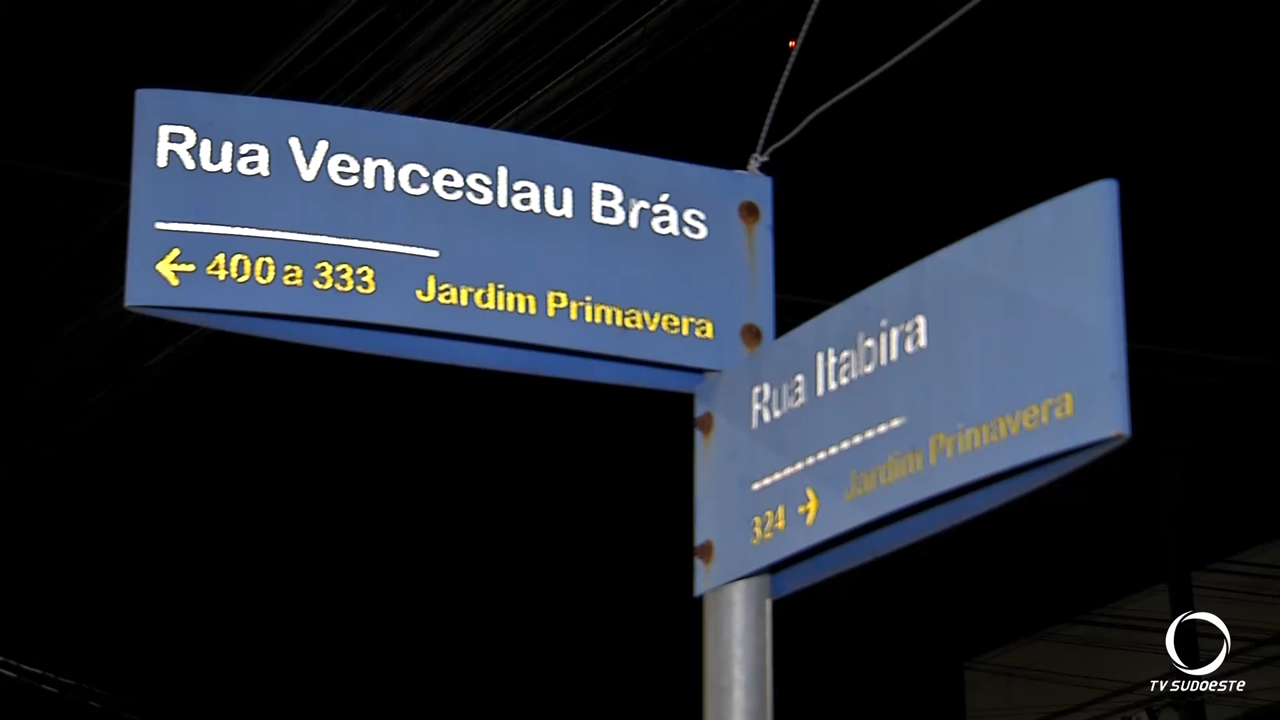 Rua Venceslau Brás
← 400 a 333 Jardim Primavera
Rua Itabira
324 → Jardim Primavera
TV SUDOESTE